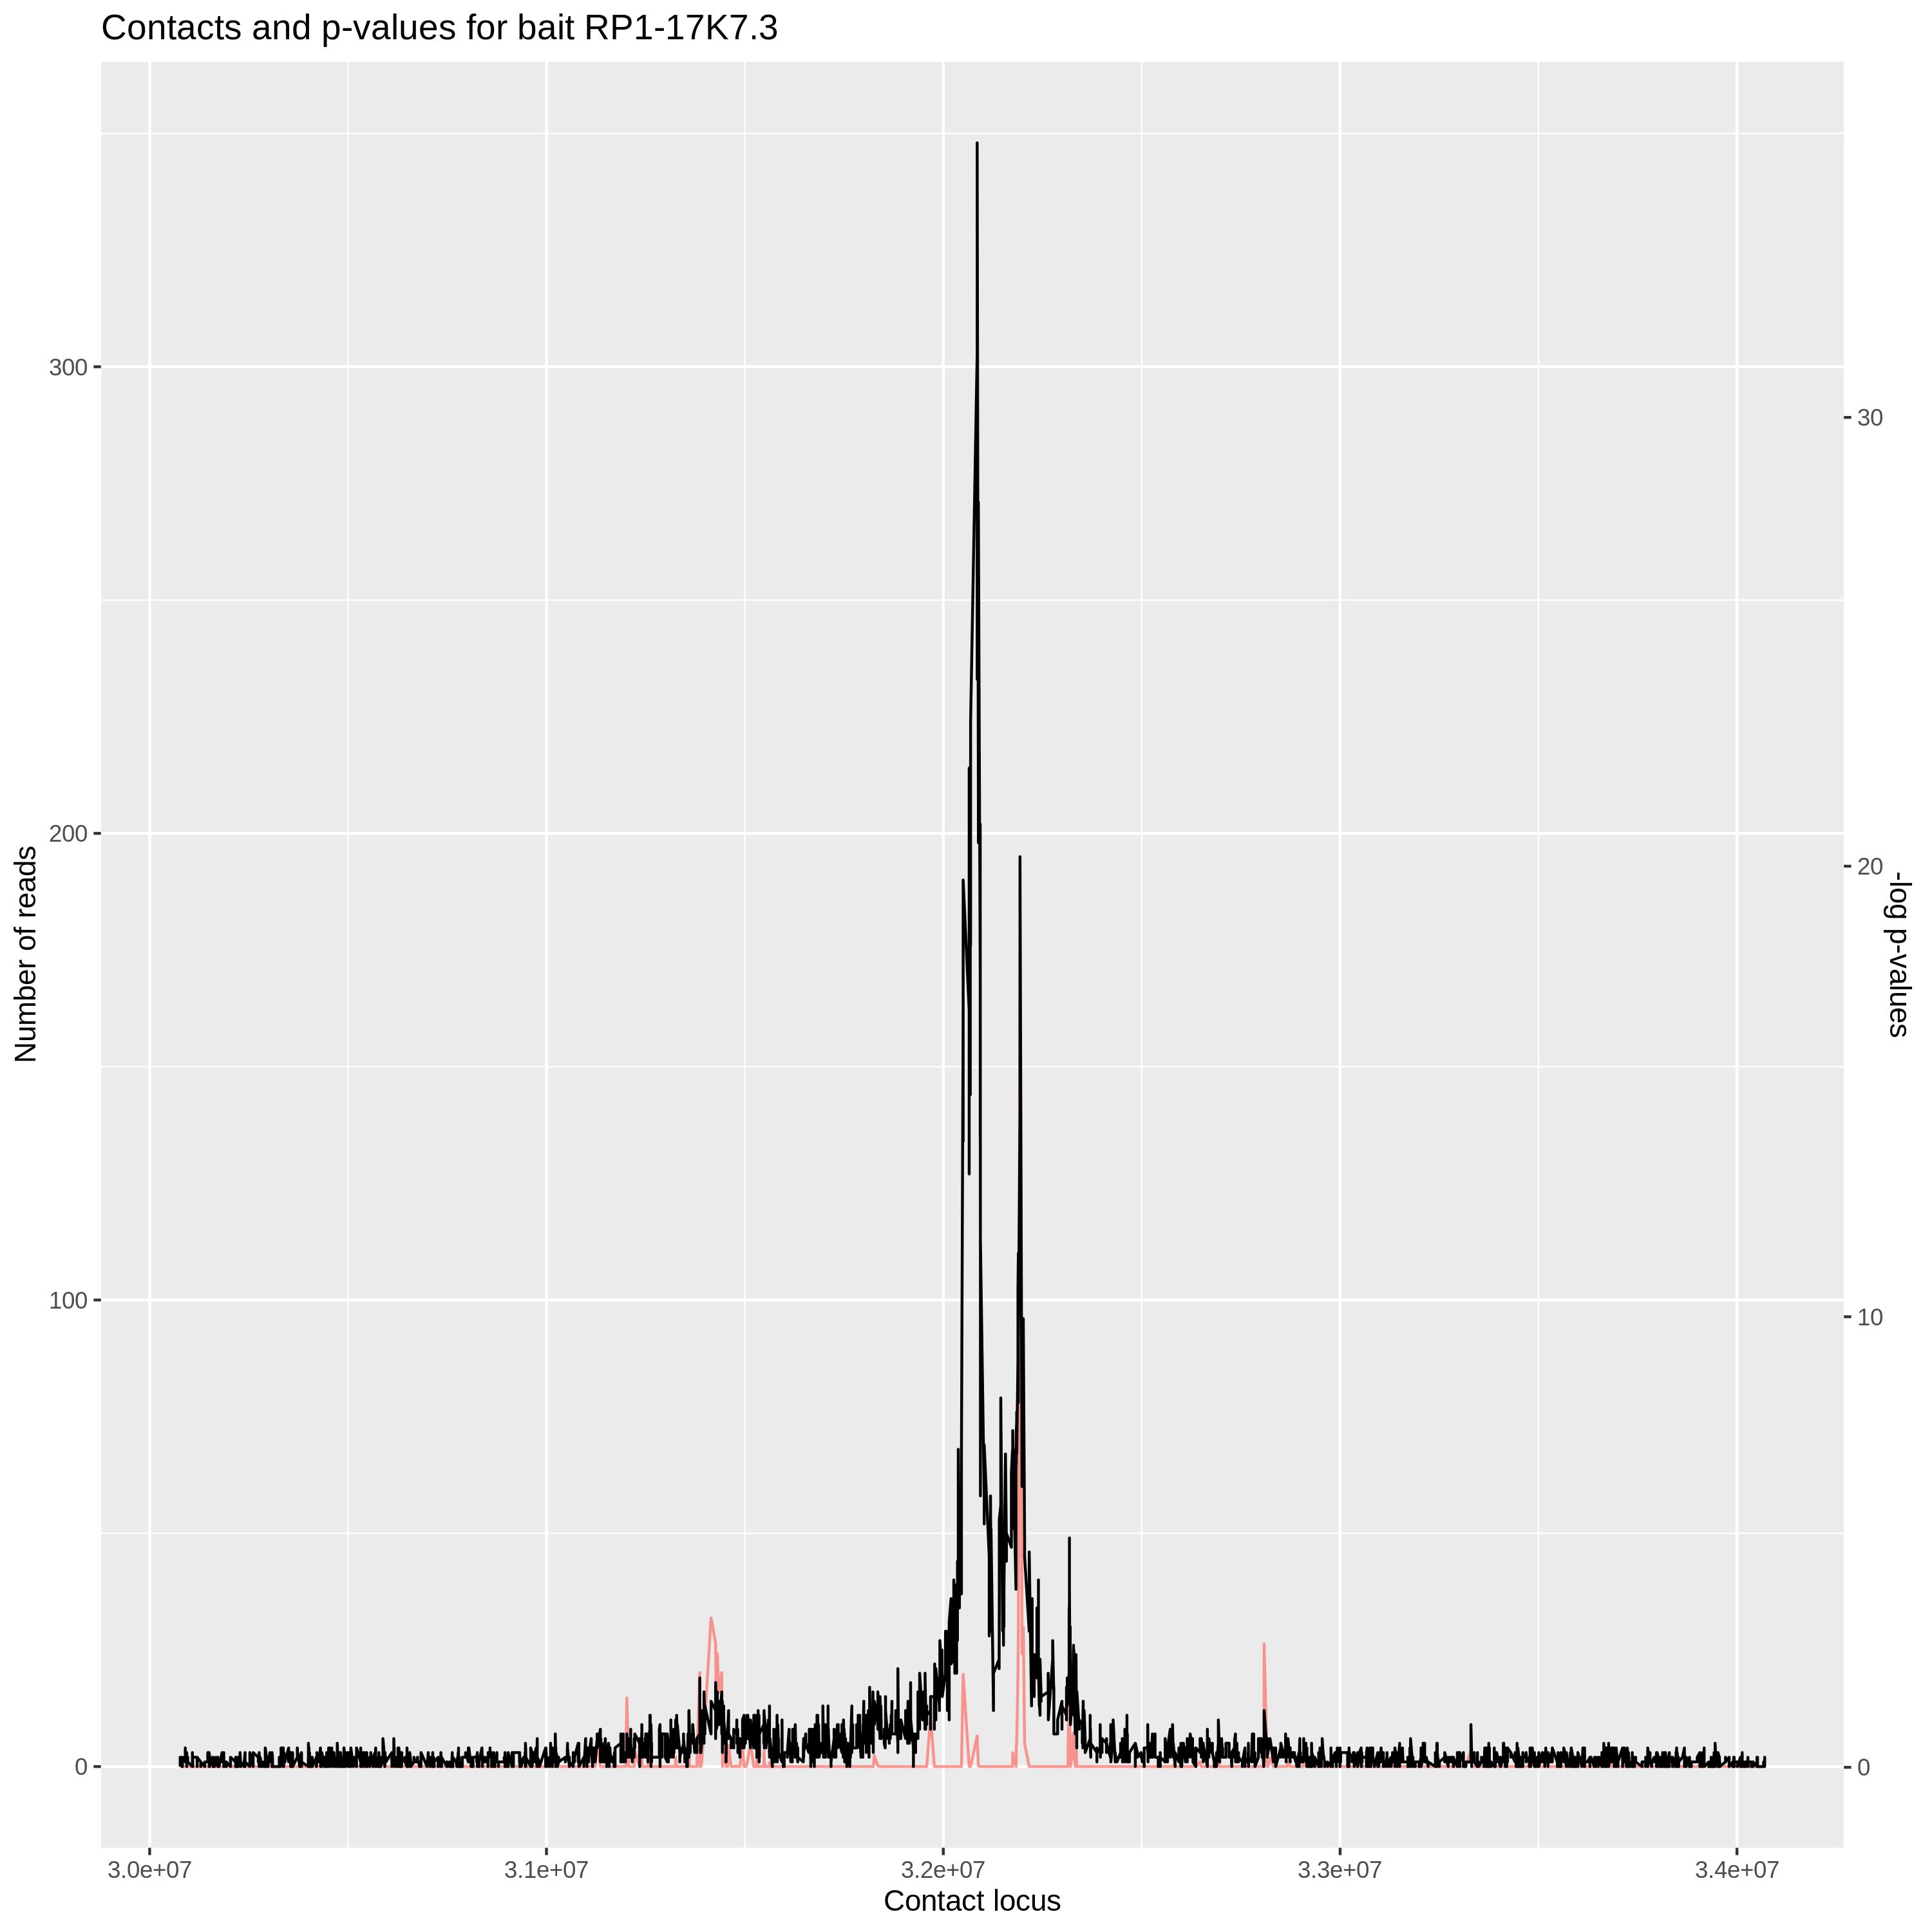 Contacts and p-values for bait RP1-17K7.3
300
200
100
0
Number of reads
30
20
10
0
-log p-values
3.0e+07
3.1e+07
3.2e+07
3.3e+07
3.4e+07
Contact locus